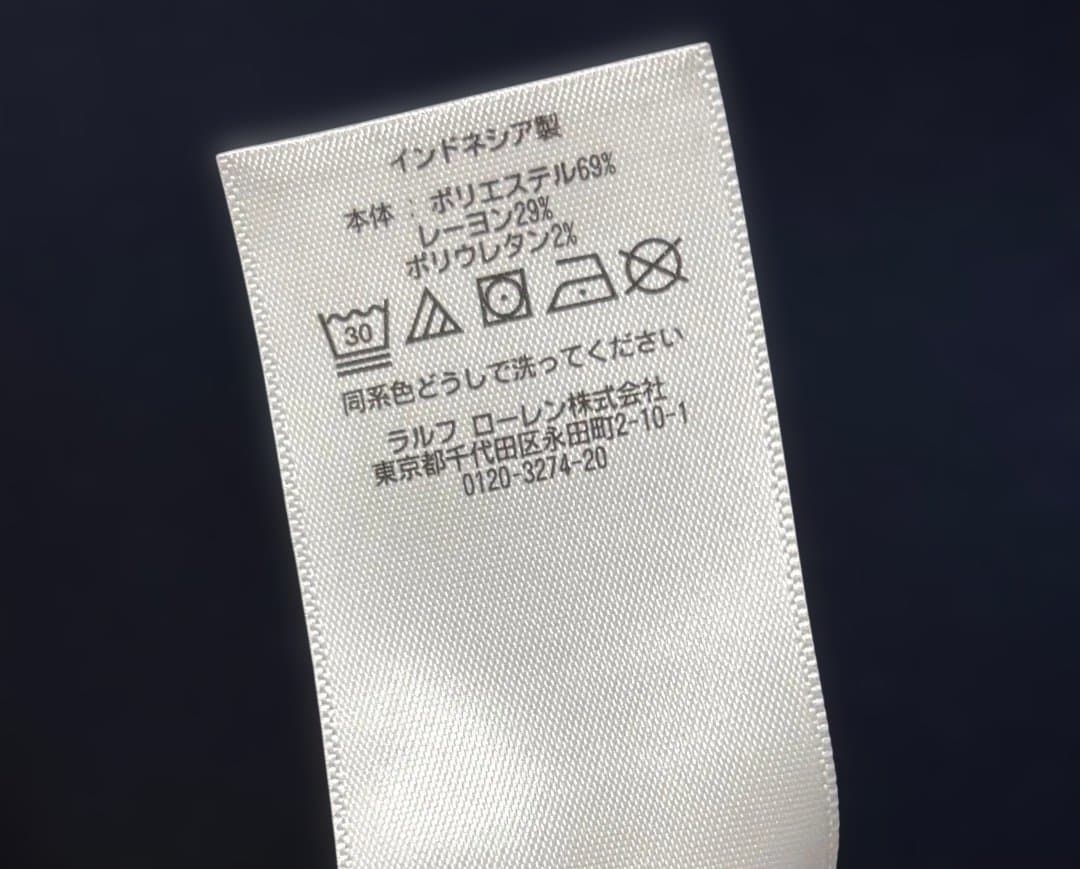 インドネシア製
本体 : ポリエステル69%
レーヨン29%
ポリウレタン2%
30
同系色どうしで洗ってください
ラルフ ローレン株式会社
東京都千代田区永田町2-10-1
0120-3274-20